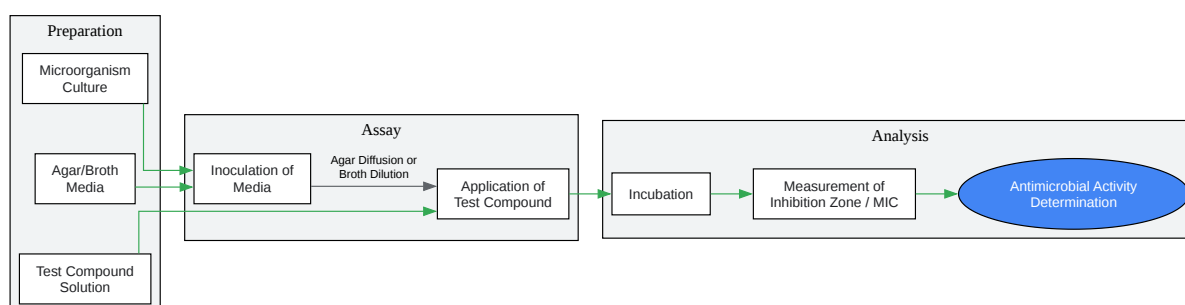 Preparation
Microorganism
Culture
Agar/Broth
Media
Test Compound
Solution
Assay
Inoculation of
Media
Agar Diffusion or
Broth Dilution
Application of
Test Compound
Analysis
Incubation
Measurement of
Inhibition Zone / MIC
Antimicrobial Activity
Determination